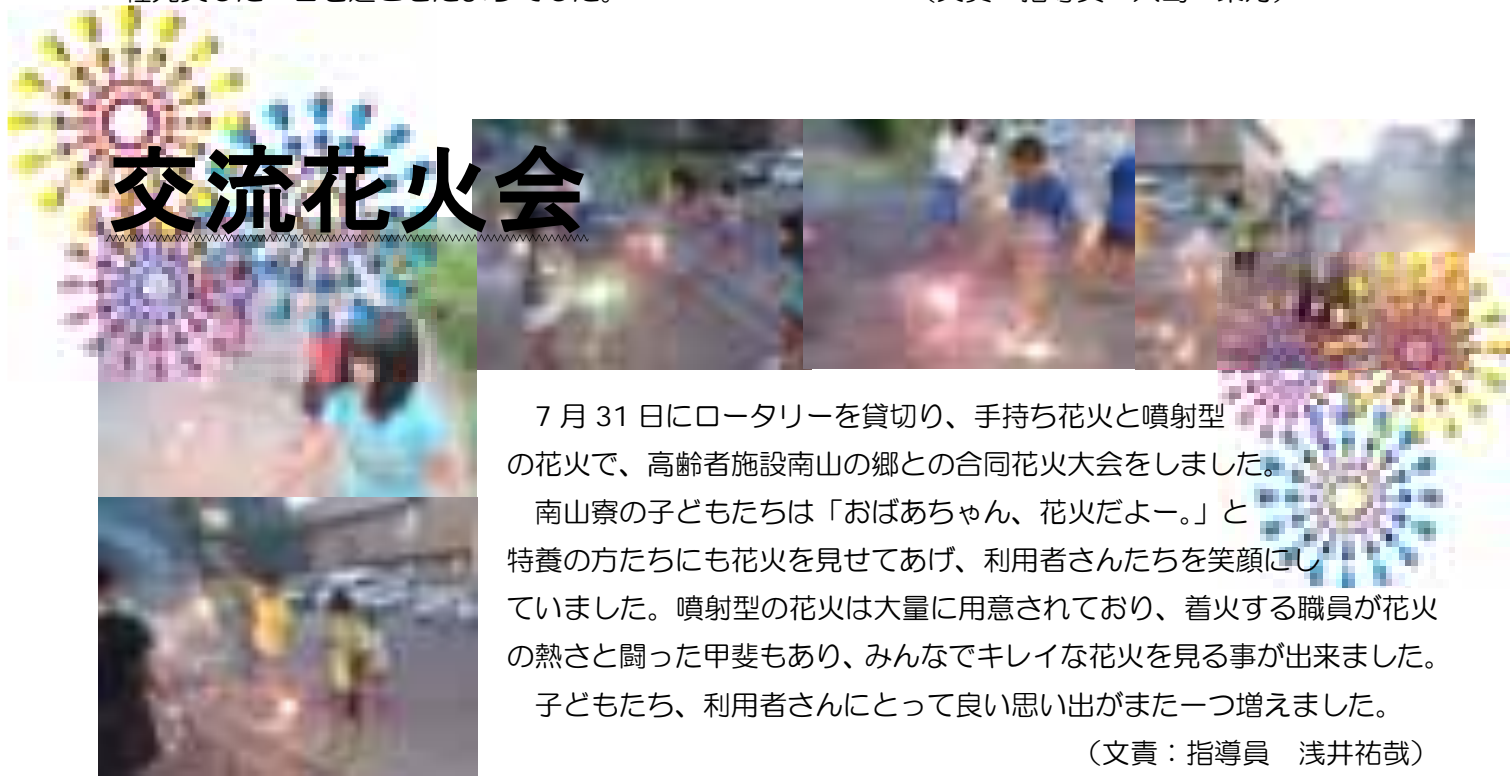 交流花火会
７月 31 日にロータリーを貸切り、手持ち花火と噴射型
の花火で、高齢者施設南山の郷との合同花火大会をしました。
南山寮の子どもたちは「おばあちゃん、花火だよー。」と
特養の方たちにも花火を見せてあげ、利用者さんたちを笑顔にし
ていました。噴射型の花火は大量に用意されており、着火する職員が花火
の熱さと闘った甲斐もあり、みんなでキレイな花火を見る事が出来ました。
子どもたち、利用者さんにとって良い思い出がまた一つ増えました。
（文責：指導員　浅井祐哉）